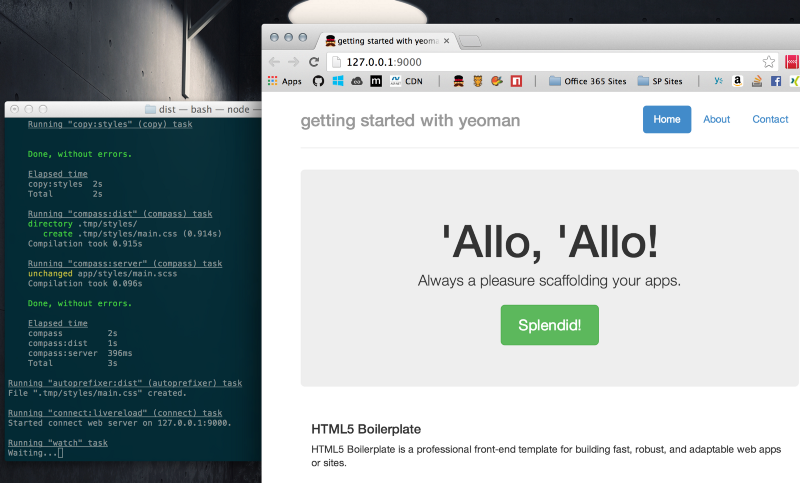 getting started with yeoma
127.0.0.1:9000
Apps
CDN
Office 365 Sites
SP Sites
dist — bash — node —
Running "copy:styles" (copy) task
Done, without errors.
Elapsed time
copy:styles 2s
Total 2s
Running "compass:dist" (compass) task
directory .tmp/styles/
create .tmp/styles/main.css (0.914s)
Compilation took 0.915s
Running "compass:server" (compass) task
unchanged app/styles/main.scss
Compilation took 0.096s
Done, without errors.
Elapsed time
compass 2s
compass:dist 1s
compass:server 396ms
Total 3s
Running "autoprefixer:dist" (autoprefixer) task
File ".tmp/styles/main.css" created.
Running "connect:livereload" (connect) task
Started connect web server on 127.0.0.1:9000.
Running "watch" task
Waiting...
getting started with yeoman
Home
About
Contact
'Allo, 'Allo!
Always a pleasure scaffolding your apps.
Splendid!
HTML5 Boilerplate
HTML5 Boilerplate is a professional front-end template for building fast, robust, and adaptable web apps
or sites.